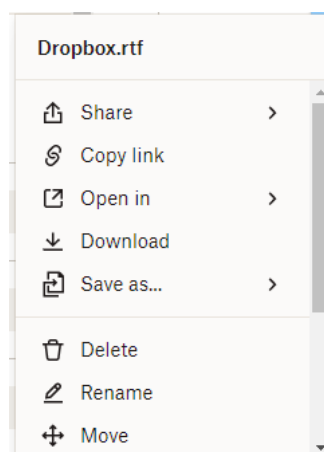 Dropbox.rtf
Share
Copy link
Open in
Download
Save as...
Delete
Rename
Move